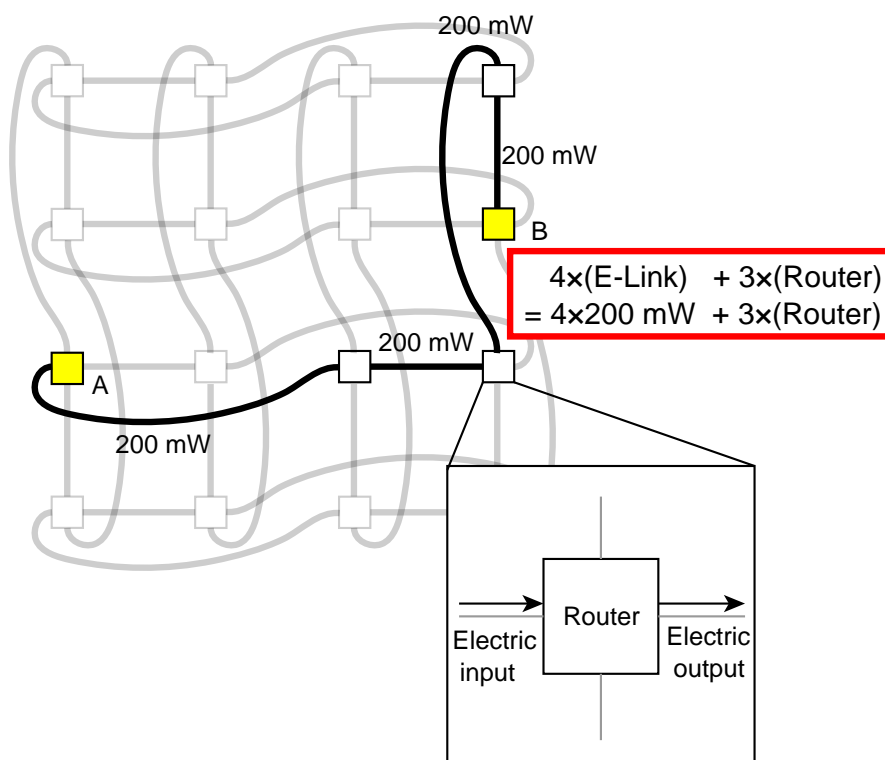 200 mW
200 mW
B
4×(E-Link) + 3×(Router)
= 4×200 mW + 3×(Router)
200 mW
A
200 mW
Router
Electric
input
Electric
output